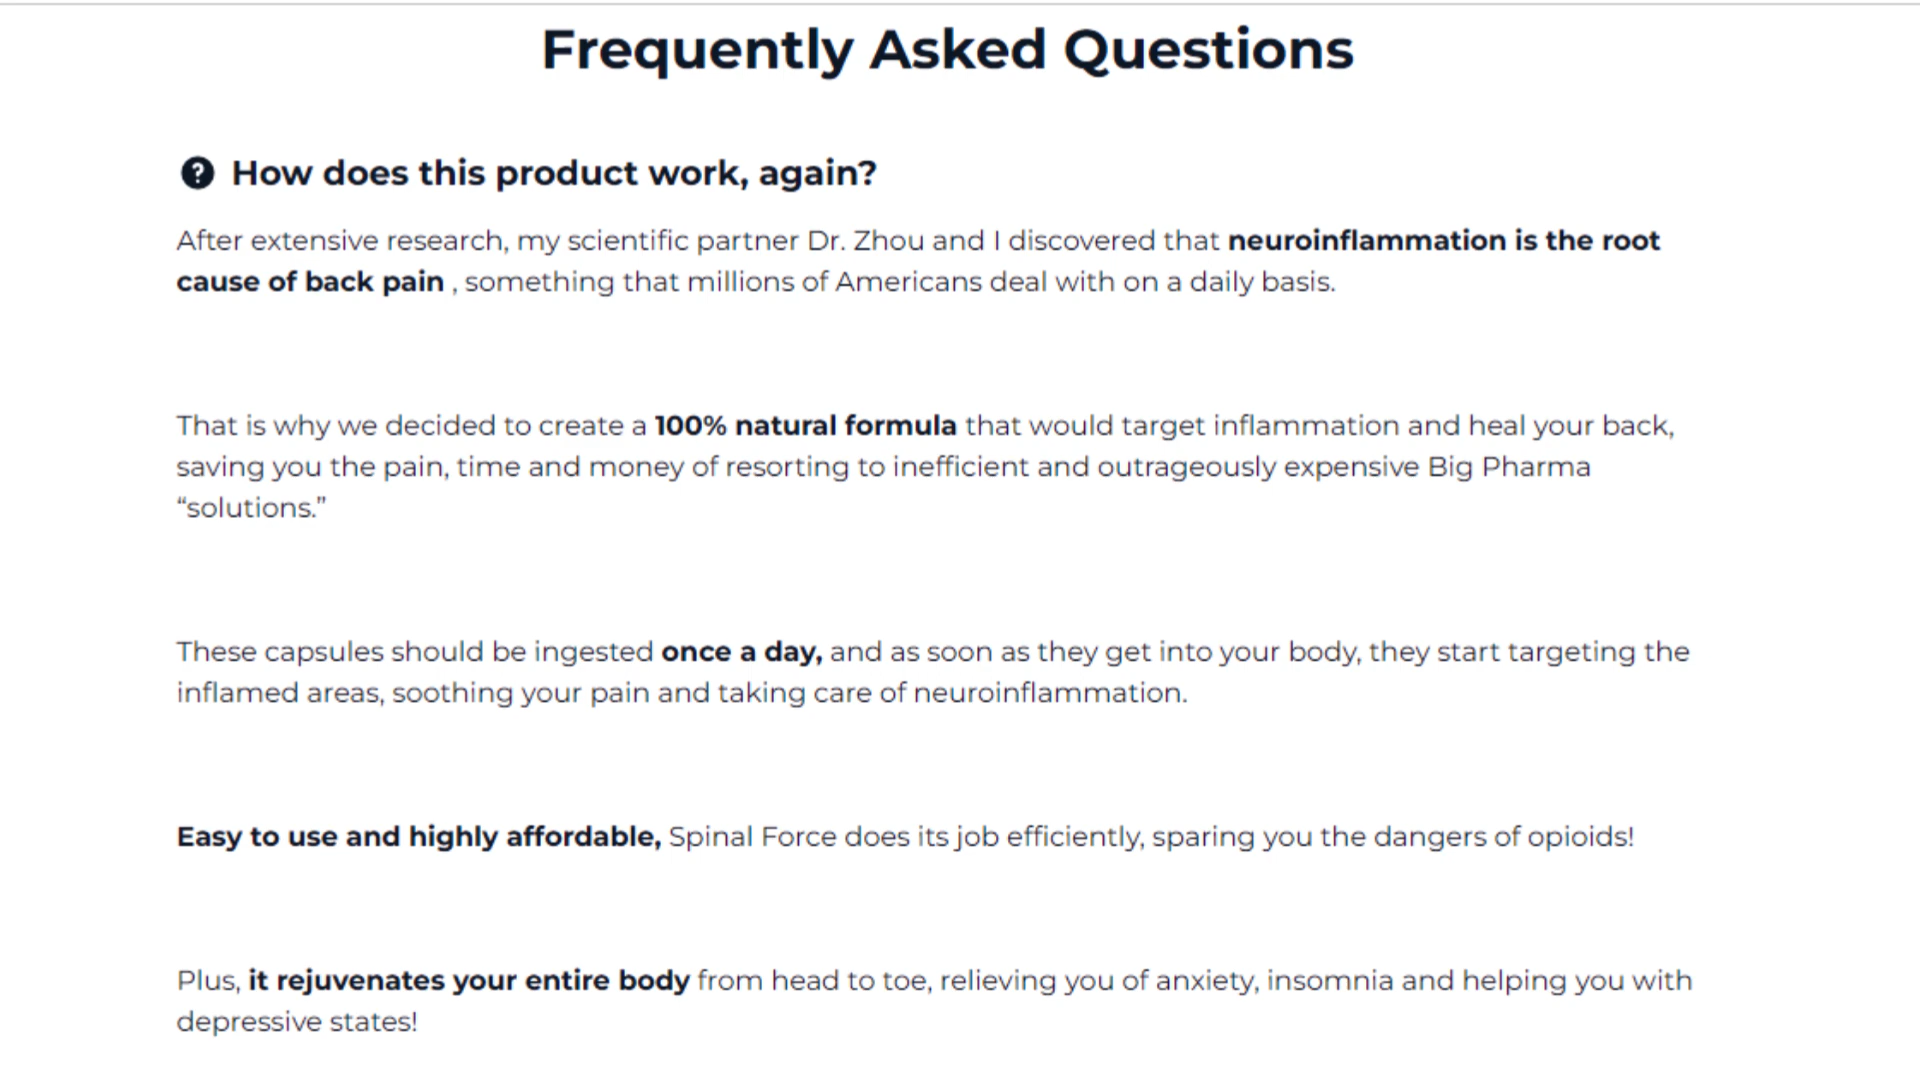 Frequently Asked Questions
How does this product work, again?
After extensive research, my scientific partner Dr. Zhou and I discovered that neuroinflammation is the root
cause of back pain , something that millions of Americans deal with on a daily basis.
That is why we decided to create a 100% natural formula that would target inflammation and heal your back,
saving you the pain, time and money of resorting to inefficient and outrageously expensive Big Pharma
“solutions.”
These capsules should be ingested once a day, and as soon as they get into your body, they start targeting the
inflamed areas, soothing your pain and taking care of neuroinflammation.
Easy to use and highly affordable, Spinal Force does its job efficiently, sparing you the dangers of opioids!
Plus, it rejuvenates your entire body from head to toe, relieving you of anxiety, insomnia and helping you with
depressive states!